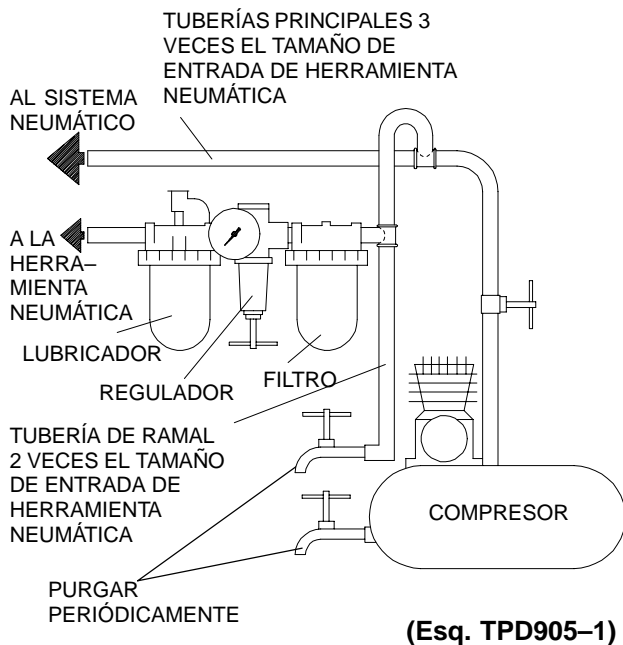 TUBERÍAS PRINCIPALES 3
VECES EL TAMAÑO DE
ENTRADA DE HERRAMIENTA
NEUMÁTICA
AL SISTEMA
NEUMÁTICO
A LA
HERRA–
MIENTA
NEUMÁTICA
LUBRICADOR
REGULADOR
FILTRO
TUBERÍA DE RAMAL
2 VECES EL TAMAÑO
DE ENTRADA DE
HERRAMIENTA
NEUMÁTICA
COMPRESOR
PURGAR
PERIÓDICAMENTE
(Esq. TPD905–1)